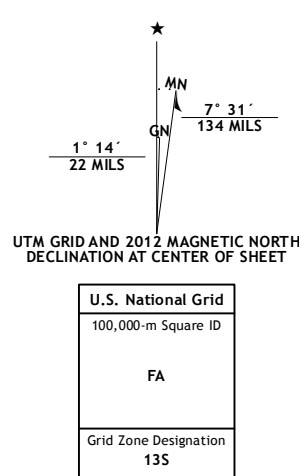 ★
MN
7° 31´
134 MILS
GN
1° 14´
22 MILS
UTM GRID AND 2012 MAGNETIC NORTH
DECLINATION AT CENTER OF SHEET
U.S. National Grid
100,000-m Square ID
FA
Grid Zone Designation
13S